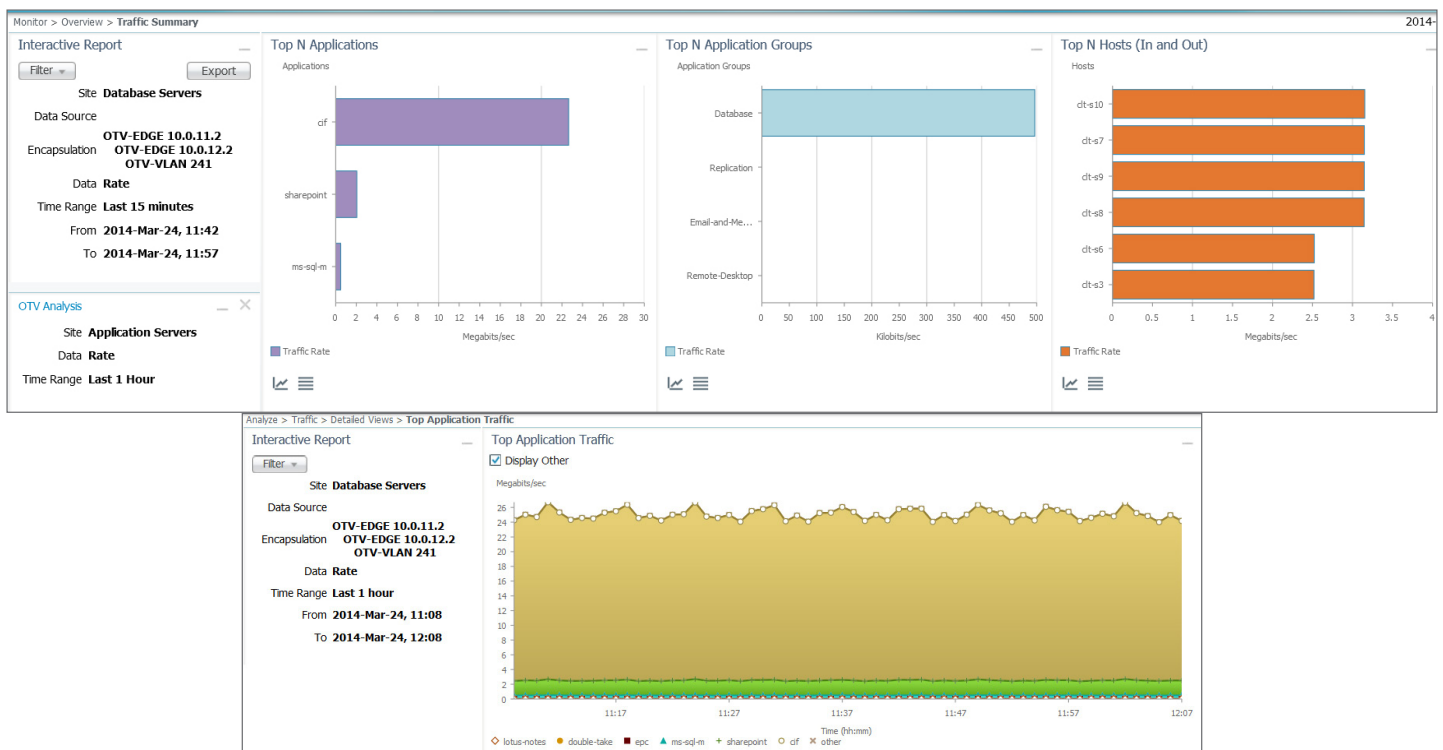 Monitor > Overview > Traffic Summary
2014-
Interactive Report
Filter
Export
Site Database Servers
Data Source
OTV-EDGE 10.0.11.2
Encapsulation OTV-EDGE 10.0.12.2
OTV-VLAN 241
Data Rate
Time Range Last 15 minutes
From 2014-Mar-24, 11:42
To 2014-Mar-24, 11:57
OTV Analysis
Site Application Servers
Data Rate
Time Range Last 1 Hour
Top N Applications
Applications
cif
sharepoint
ms-sql-m
0 2 4 6 8 10 12 14 16 18 20 22 24 26 28 30
Megabits/sec
Traffic Rate
Top N Application Groups
Application Groups
Database
Replication
Email-and-Me...
Remote-Desktop
0 50 100 150 200 250 300 350 400 450 500
Kilobits/sec
Traffic Rate
Top N Hosts (In and Out)
Hosts
clt-s10
clt-s7
clt-s9
clt-s8
clt-s6
clt-s3
0 0.5 1 1.5 2 2.5 3 3.5 4
Megabits/sec
Traffic Rate
Analyze > Traffic > Detailed Views > Top Application Traffic
Interactive Report
Filter
Site Database Servers
Data Source
OTV-EDGE 10.0.11.2
Encapsulation OTV-EDGE 10.0.12.2
OTV-VLAN 241
Data Rate
Time Range Last 1 hour
From 2014-Mar-24, 11:08
To 2014-Mar-24, 12:08
Top Application Traffic
Display Other
Megabits/sec
26
24
22
20
18
16
14
12
10
8
6
4
2
0
11:17 11:27 11:37 11:47 11:57 12:07
Time (hh:mm)
lotus-notes double-take epc ms-sql-m sharepoint cif other